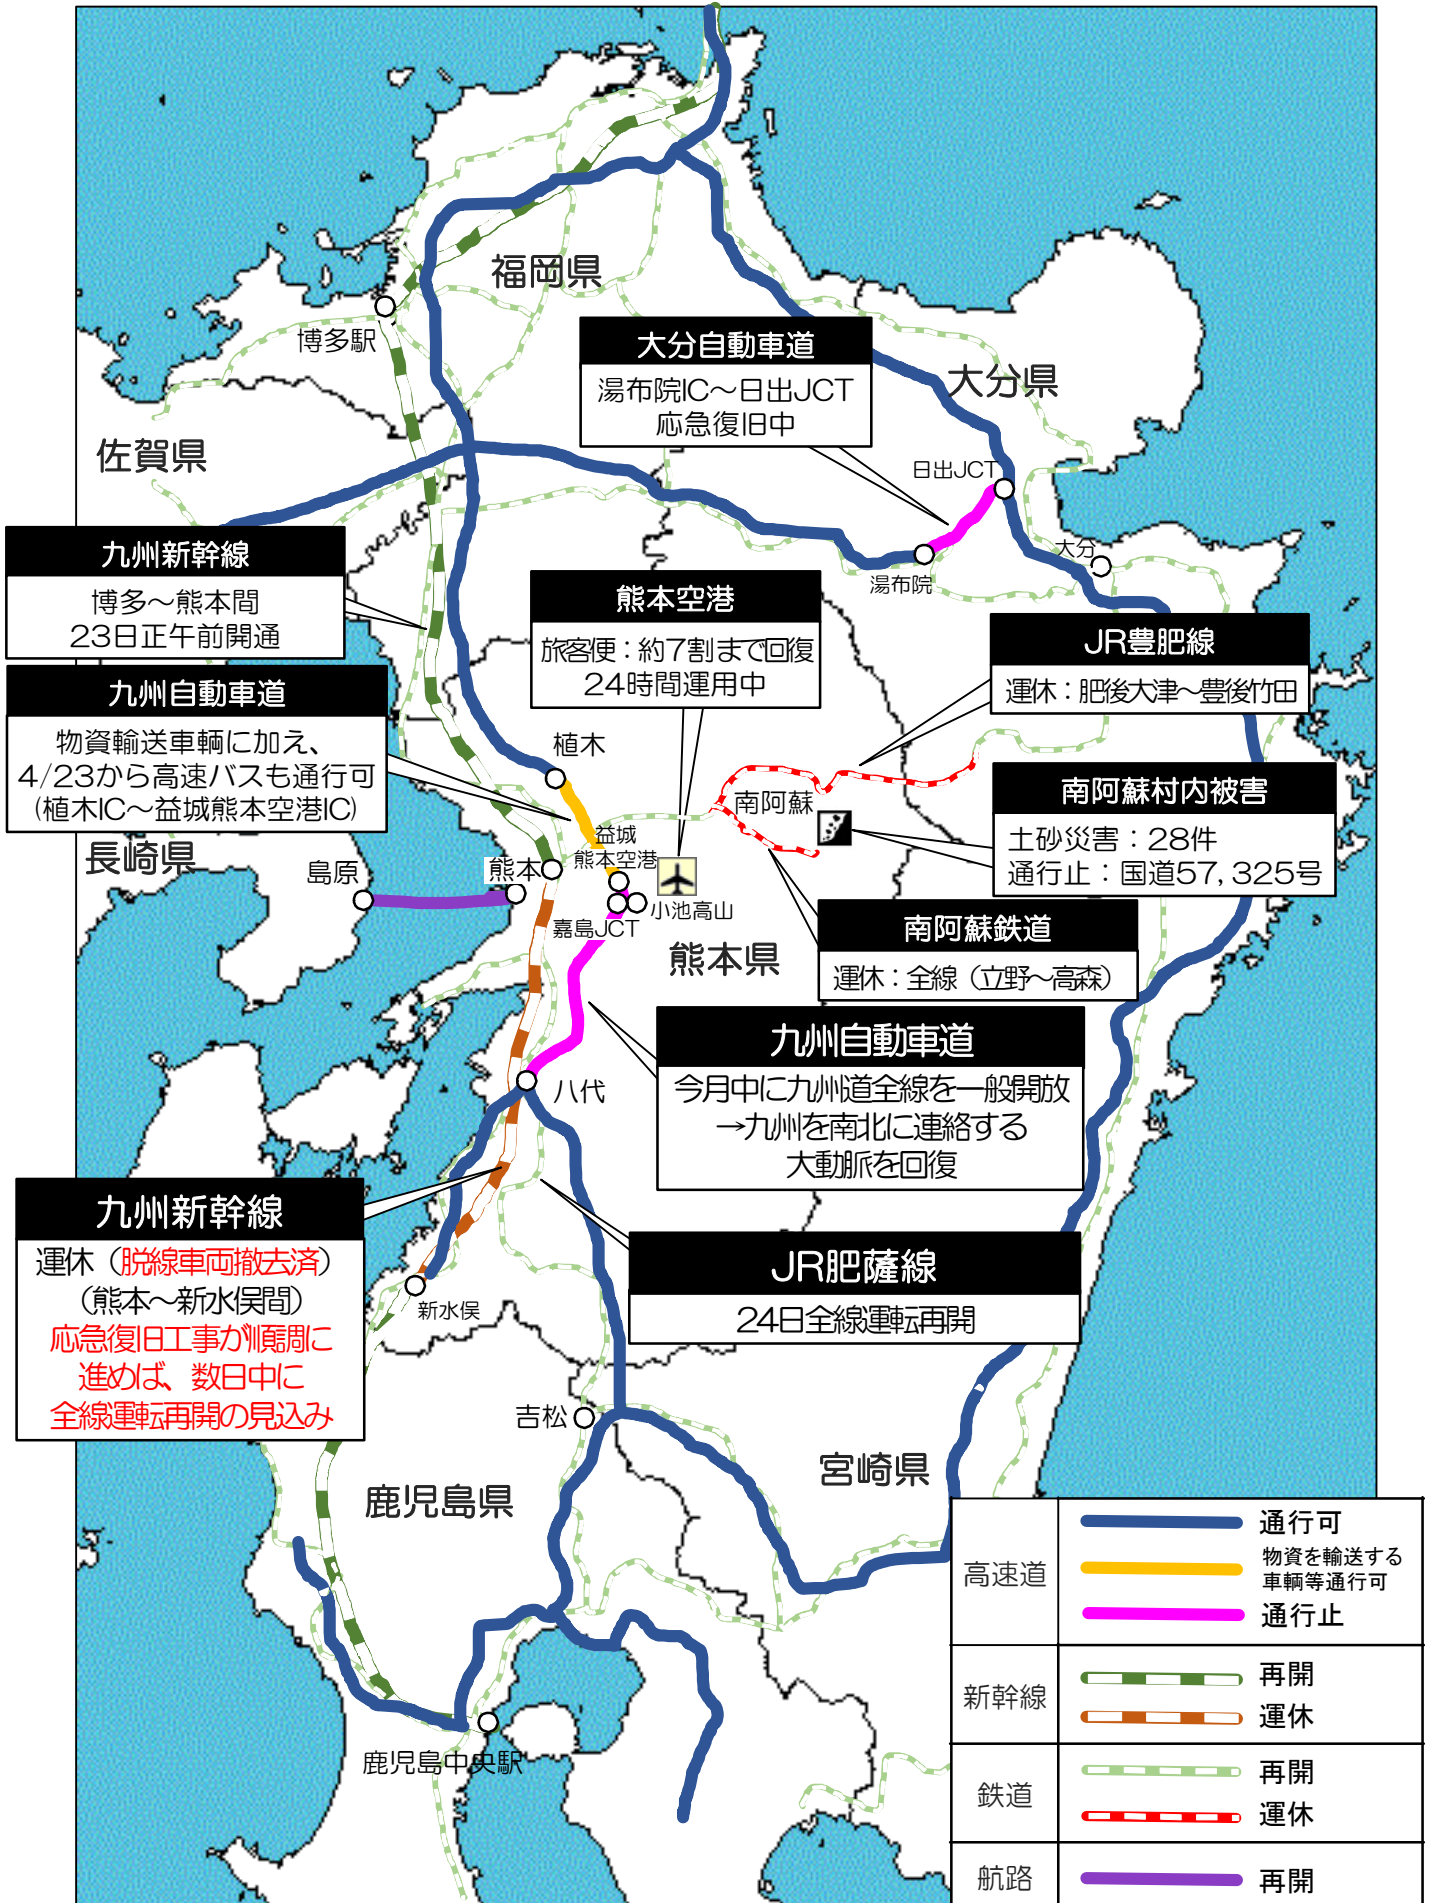 福岡県
博多駅
大分自動車道
湯布院IC～日出JCT
応急復旧中
大分県
佐賀県
日出JCT
九州新幹線
博多～熊本間
23日正午前開通
大分
湯布院
熊本空港
旅客便：約7割まで回復
24時間運用中
JR豊肥線
運休：肥後大津～豊後竹田
九州自動車道
物資輸送車輌に加え、
4/23から高速バスも通行可
(植木IC～益城熊本空港IC)
植木
南阿蘇
南阿蘇村内被害
土砂災害：28件
通行止：国道57, 325号
長崎県
島原
熊本
益城
熊本空港
小池高山
嘉島JCT
熊本県
南阿蘇鉄道
運休：全線（立野～高森）
九州自動車道
今月中に九州道全線を一般開放
→九州を南北に連絡する
大動脈を回復
八代
九州新幹線
運休（脱線車両撤去済）
（熊本～新水俣間）
応急復旧工事が順調に
進めば、数日中に
全線運転再開の見込み
JR肥薩線
24日全線運転再開
新水俣
吉松
宮崎県
鹿児島県
鹿児島中央駅
高速道
通行可
物資を輸送する
車輌等通行可
通行止
新幹線
再開
運休
鉄道
再開
運休
航路
再開